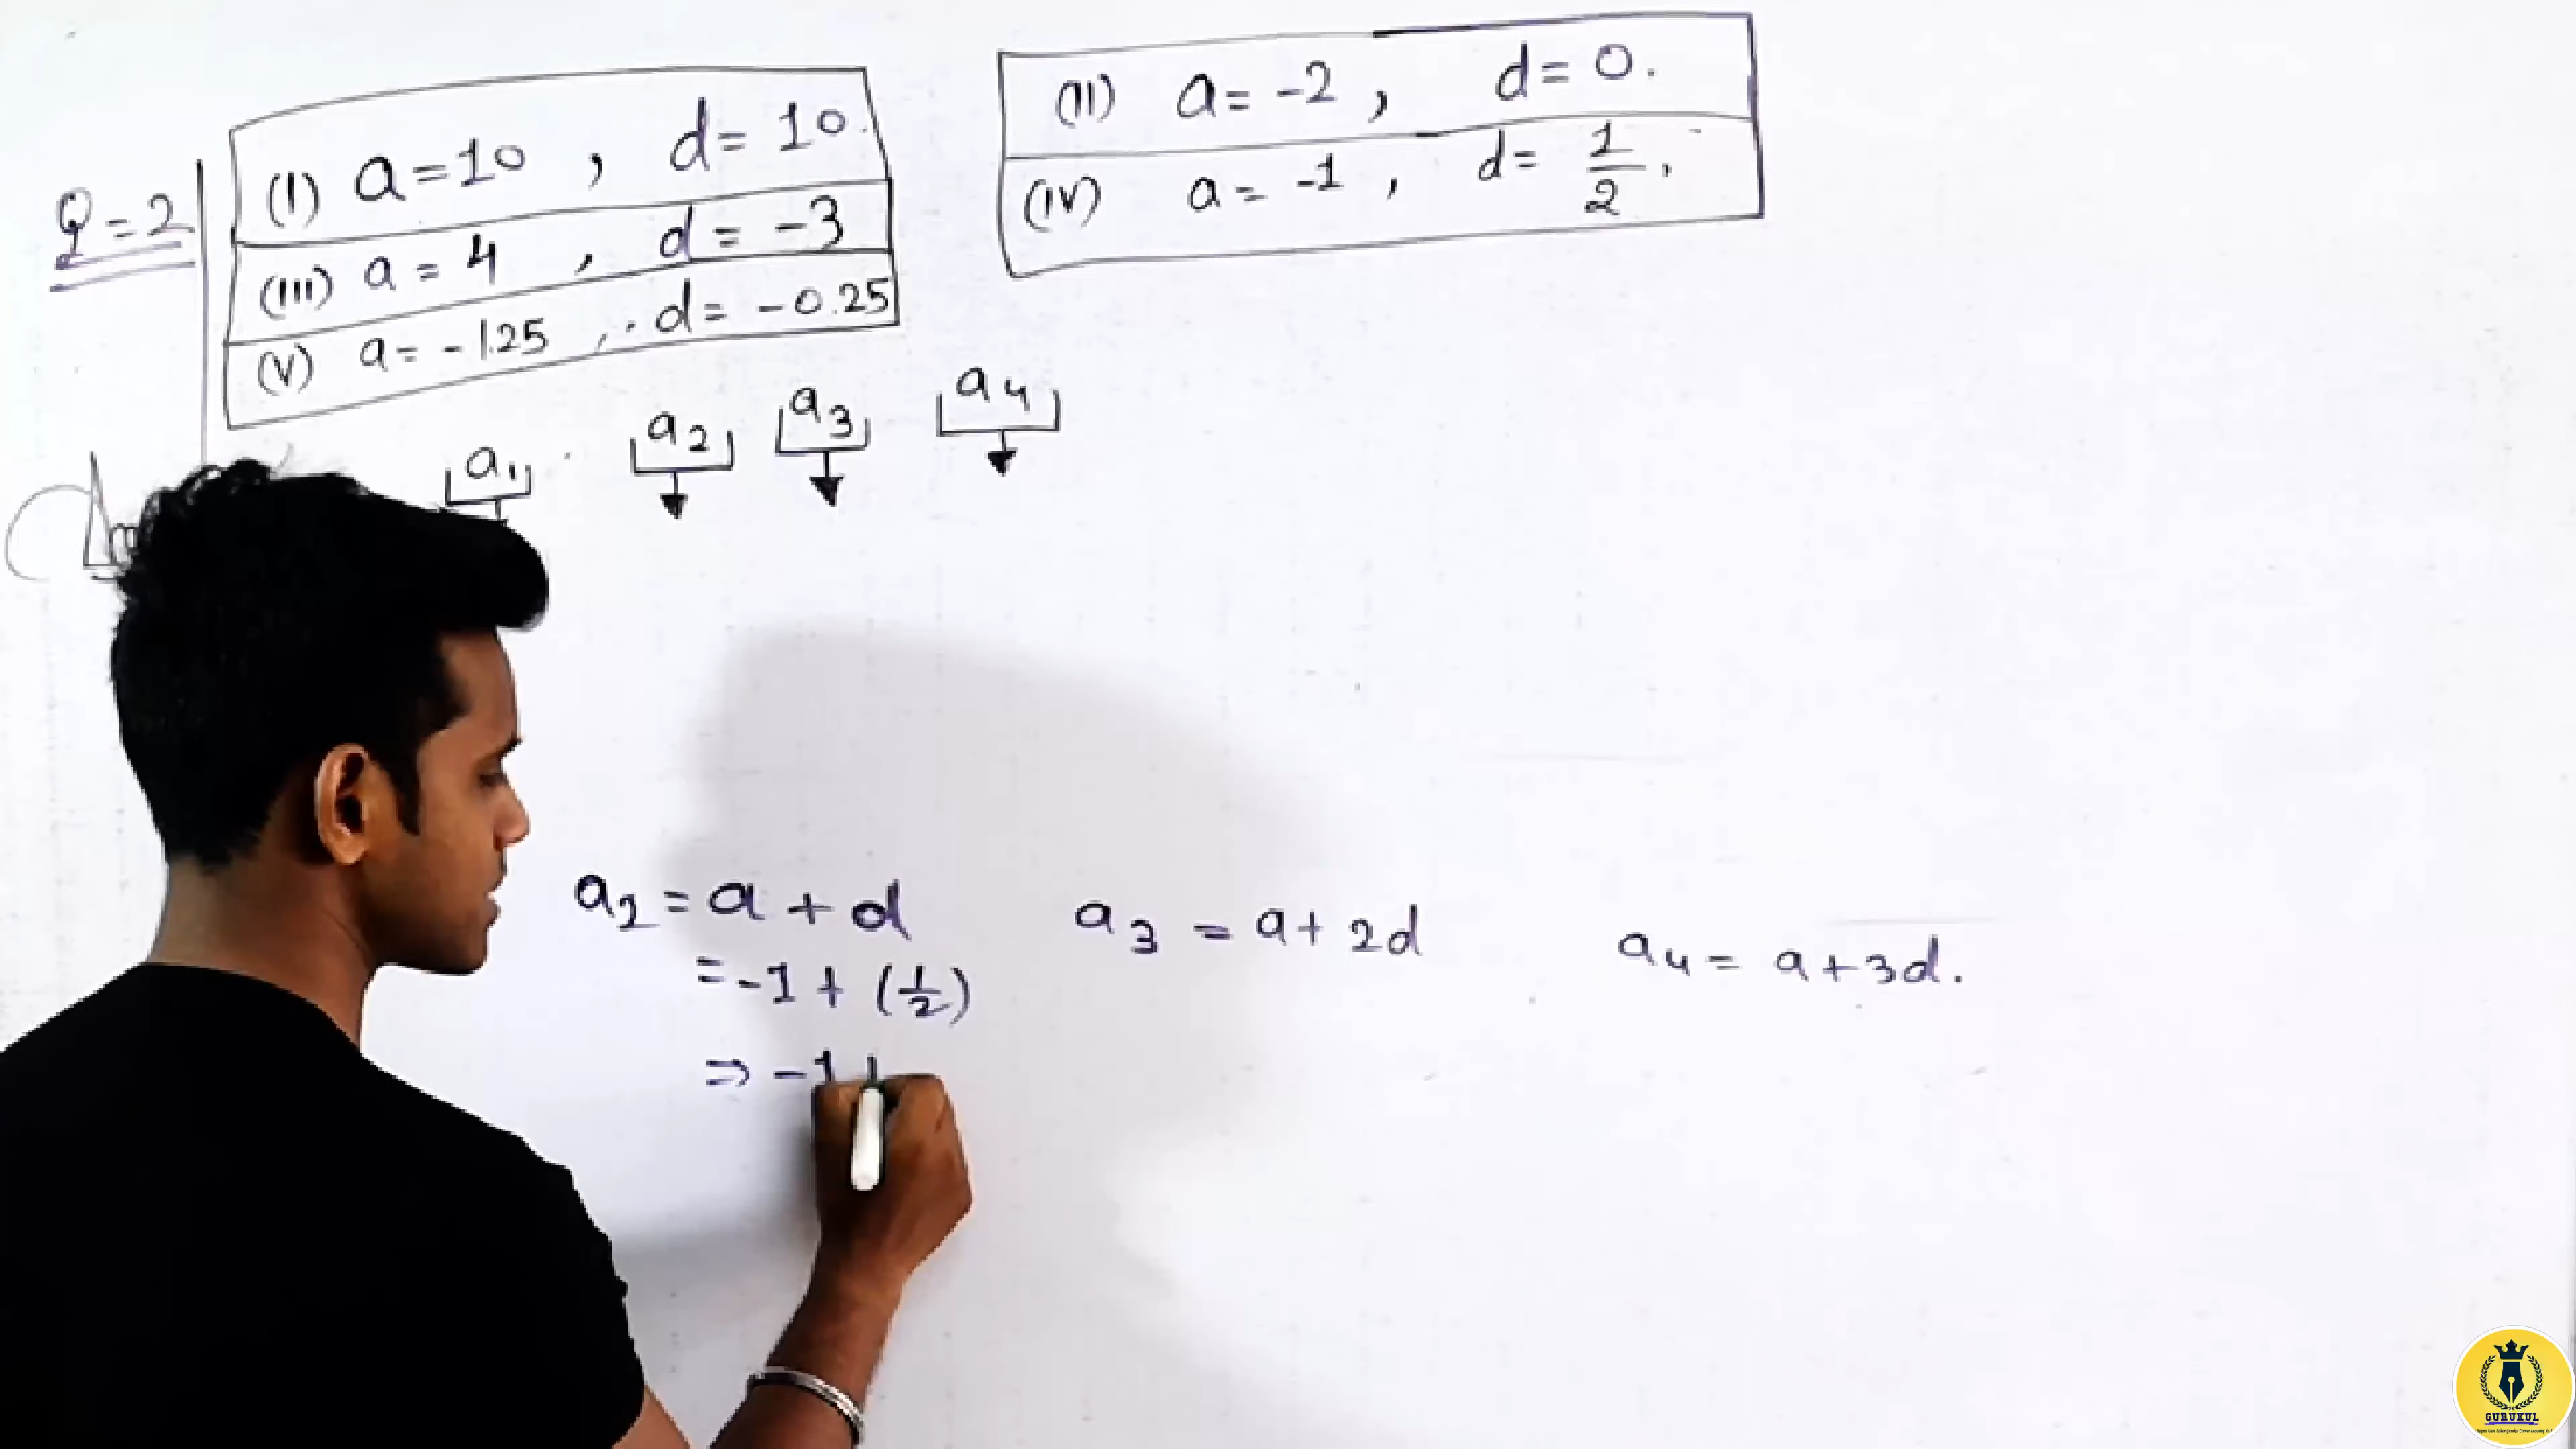 Q=2
(I) a=10 , d= 10.
(II) a= -2 , d= 0.
(III) a = 4 , d = -3
(IV) a= -1 , d= 1/2 .
(V) a= -1.25 , . d= -0.25
a1 a2 a3 a4
a2 = a + d
= -1 + (1/2)
⇒ -1
a3 = a+ 2d
a4 = a+3d.
GURUKUL